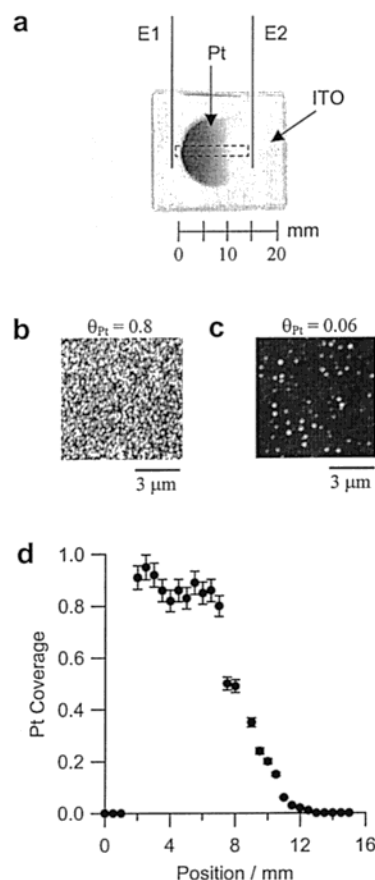 a
E1 E2
Pt
ITO
mm
0 10 20
b c
θPt = 0.8 θPt = 0.06
3 μm 3 μm
d
1.0
0.8
0.6
0.4
0.2
0.0
0 4 8 12 16
Pt Coverage
Position / mm